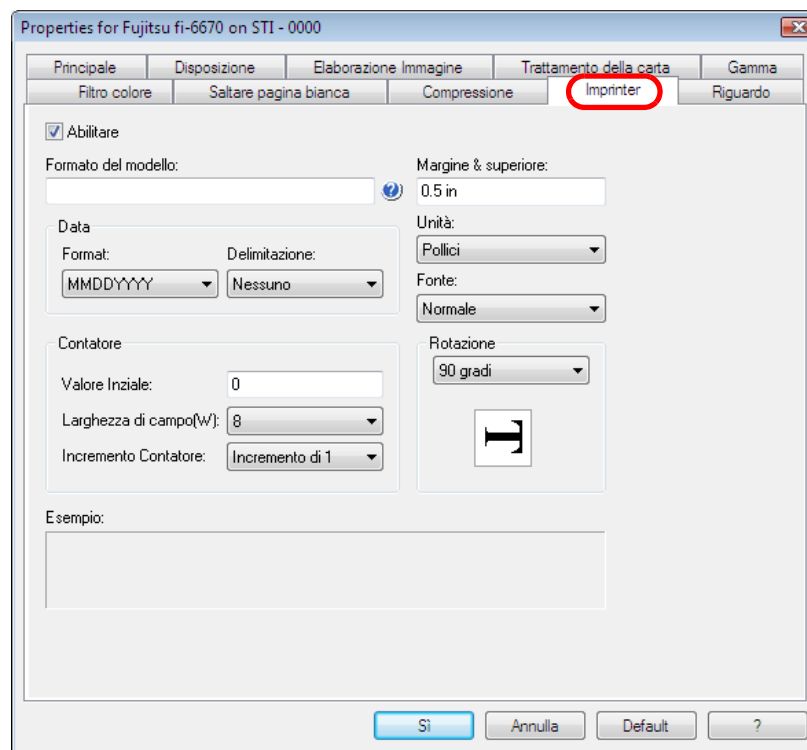 Properties for Fujitsu fi-6670 on STI - 0000
Principale Disposizione Elaborazione Immagine Trattamento della carta Gamma
Filtro colore Saltare pagina bianca Compressione Imprinter Riguardo
Abilitare
Formato del modello:
?
Margine & superiore:
0.5 in
Data
Format: Delimitazione:
MMDDYYYY Nessuno
Unità:
Pollici
Fonte:
Normale
Contatore
Valore Inziale: 0
Larghezza di campo(W): 8
Incremento Contatore: Incremento di 1
Rotazione
90 gradi
T
Esempio:
Sì Annulla Default ?